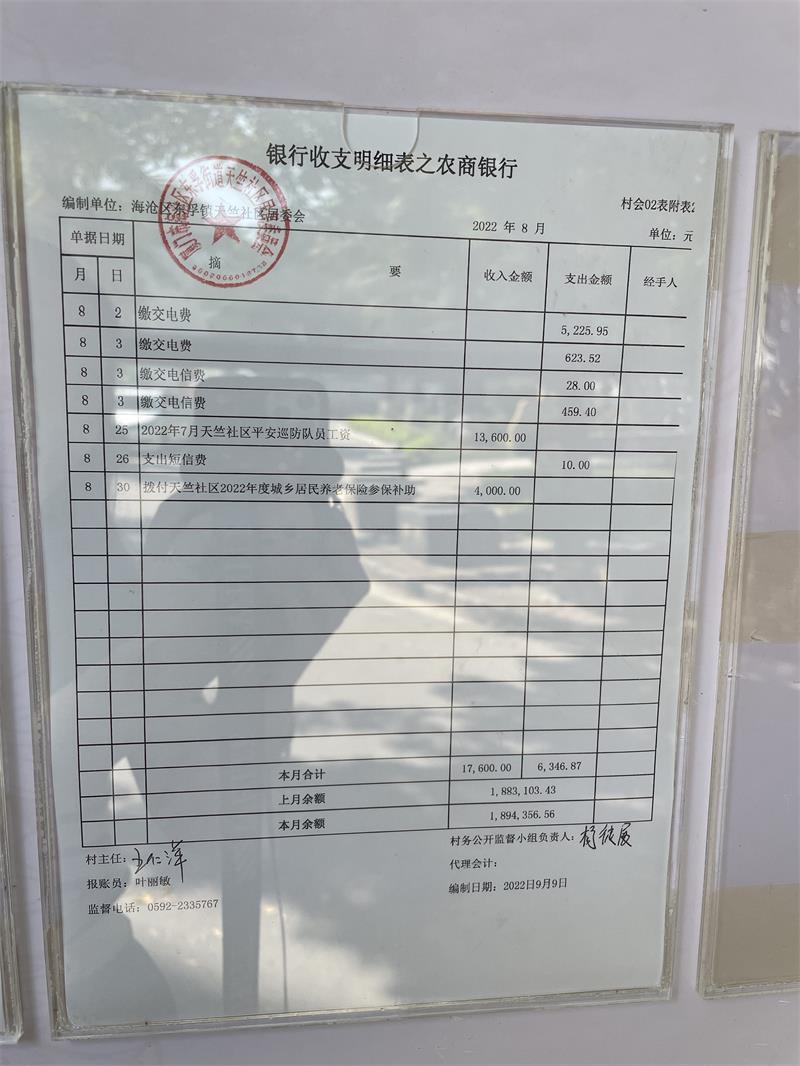 银行收支明细表之农商银行
村会02表附表2
编制单位：海沧区东孚镇天竺社区居委会
2022 年 8 月
单位：元
单据日期 摘 要 收入金额 支出金额 经手人
月 日
8 2 缴交电费 5,225.95
8 3 缴交电费 623.52
8 3 缴交电信费 28.00
8 3 缴交电信费 459.40
8 25 2022年7月天竺社区平安巡防队员工资 13,600.00
8 26 支出短信费 10.00
8 30 拨付天竺社区2022年度城乡居民养老保险参保补助 4,000.00
本月合计 17,600.00 6,346.87
上月余额 1,883,103.43
本月余额 1,894,356.56
村主任：
村务公开监督小组负责人：
报账员：叶丽敏
代理会计：
监督电话：0592-2335767
编制日期：2022日9月9日